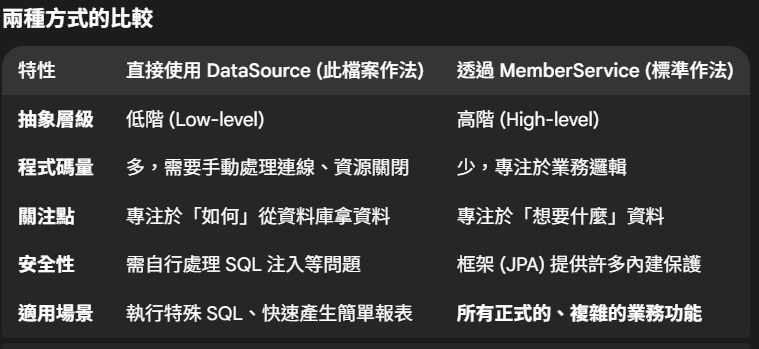 兩種方式的比較
特性 直接使用 DataSource (此檔案作法) 透過 MemberService (標準作法)
抽象層級 低階 (Low-level) 高階 (High-level)
程式碼量 多，需要手動處理連線、資源關閉 少，專注於業務邏輯
關注點 專注於「如何」從資料庫拿資料 專注於「想要什麼」資料
安全性 需自行處理 SQL 注入等問題 框架 (JPA) 提供許多內建保護
適用場景 執行特殊 SQL、快速產生簡單報表 所有正式的、複雜的業務功能